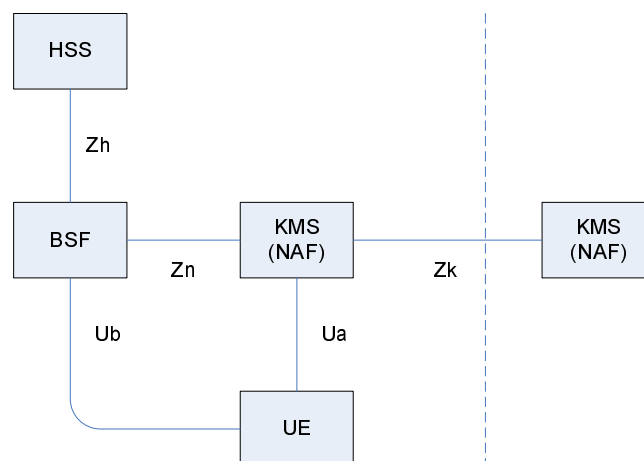 HSS
Zh
BSF
Zn
KMS
(NAF)
Zk
KMS
(NAF)
Ub
Ua
UE